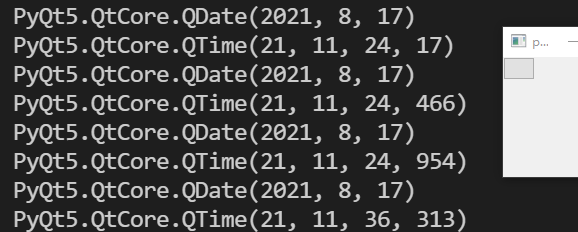 PyQt5.QtCore.QDate(2021, 8, 17)
PyQt5.QtCore.QTime(21, 11, 24, 17)
PyQt5.QtCore.QDate(2021, 8, 17)
PyQt5.QtCore.QTime(21, 11, 24, 466)
PyQt5.QtCore.QDate(2021, 8, 17)
PyQt5.QtCore.QTime(21, 11, 24, 954)
PyQt5.QtCore.QDate(2021, 8, 17)
PyQt5.QtCore.QTime(21, 11, 36, 313)
p...